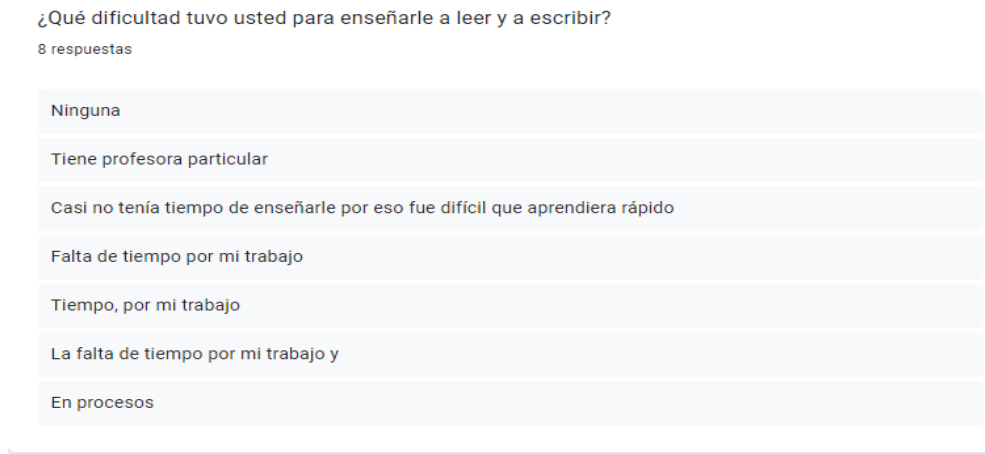 ¿Qué dificultad tuvo usted para enseñarle a leer y a escribir?
8 respuestas
Ninguna
Tiene profesora particular
Casi no tenía tiempo de enseñarle por eso fue difícil que aprendiera rápido
Falta de tiempo por mi trabajo
Tiempo, por mi trabajo
La falta de tiempo por mi trabajo y
En procesos